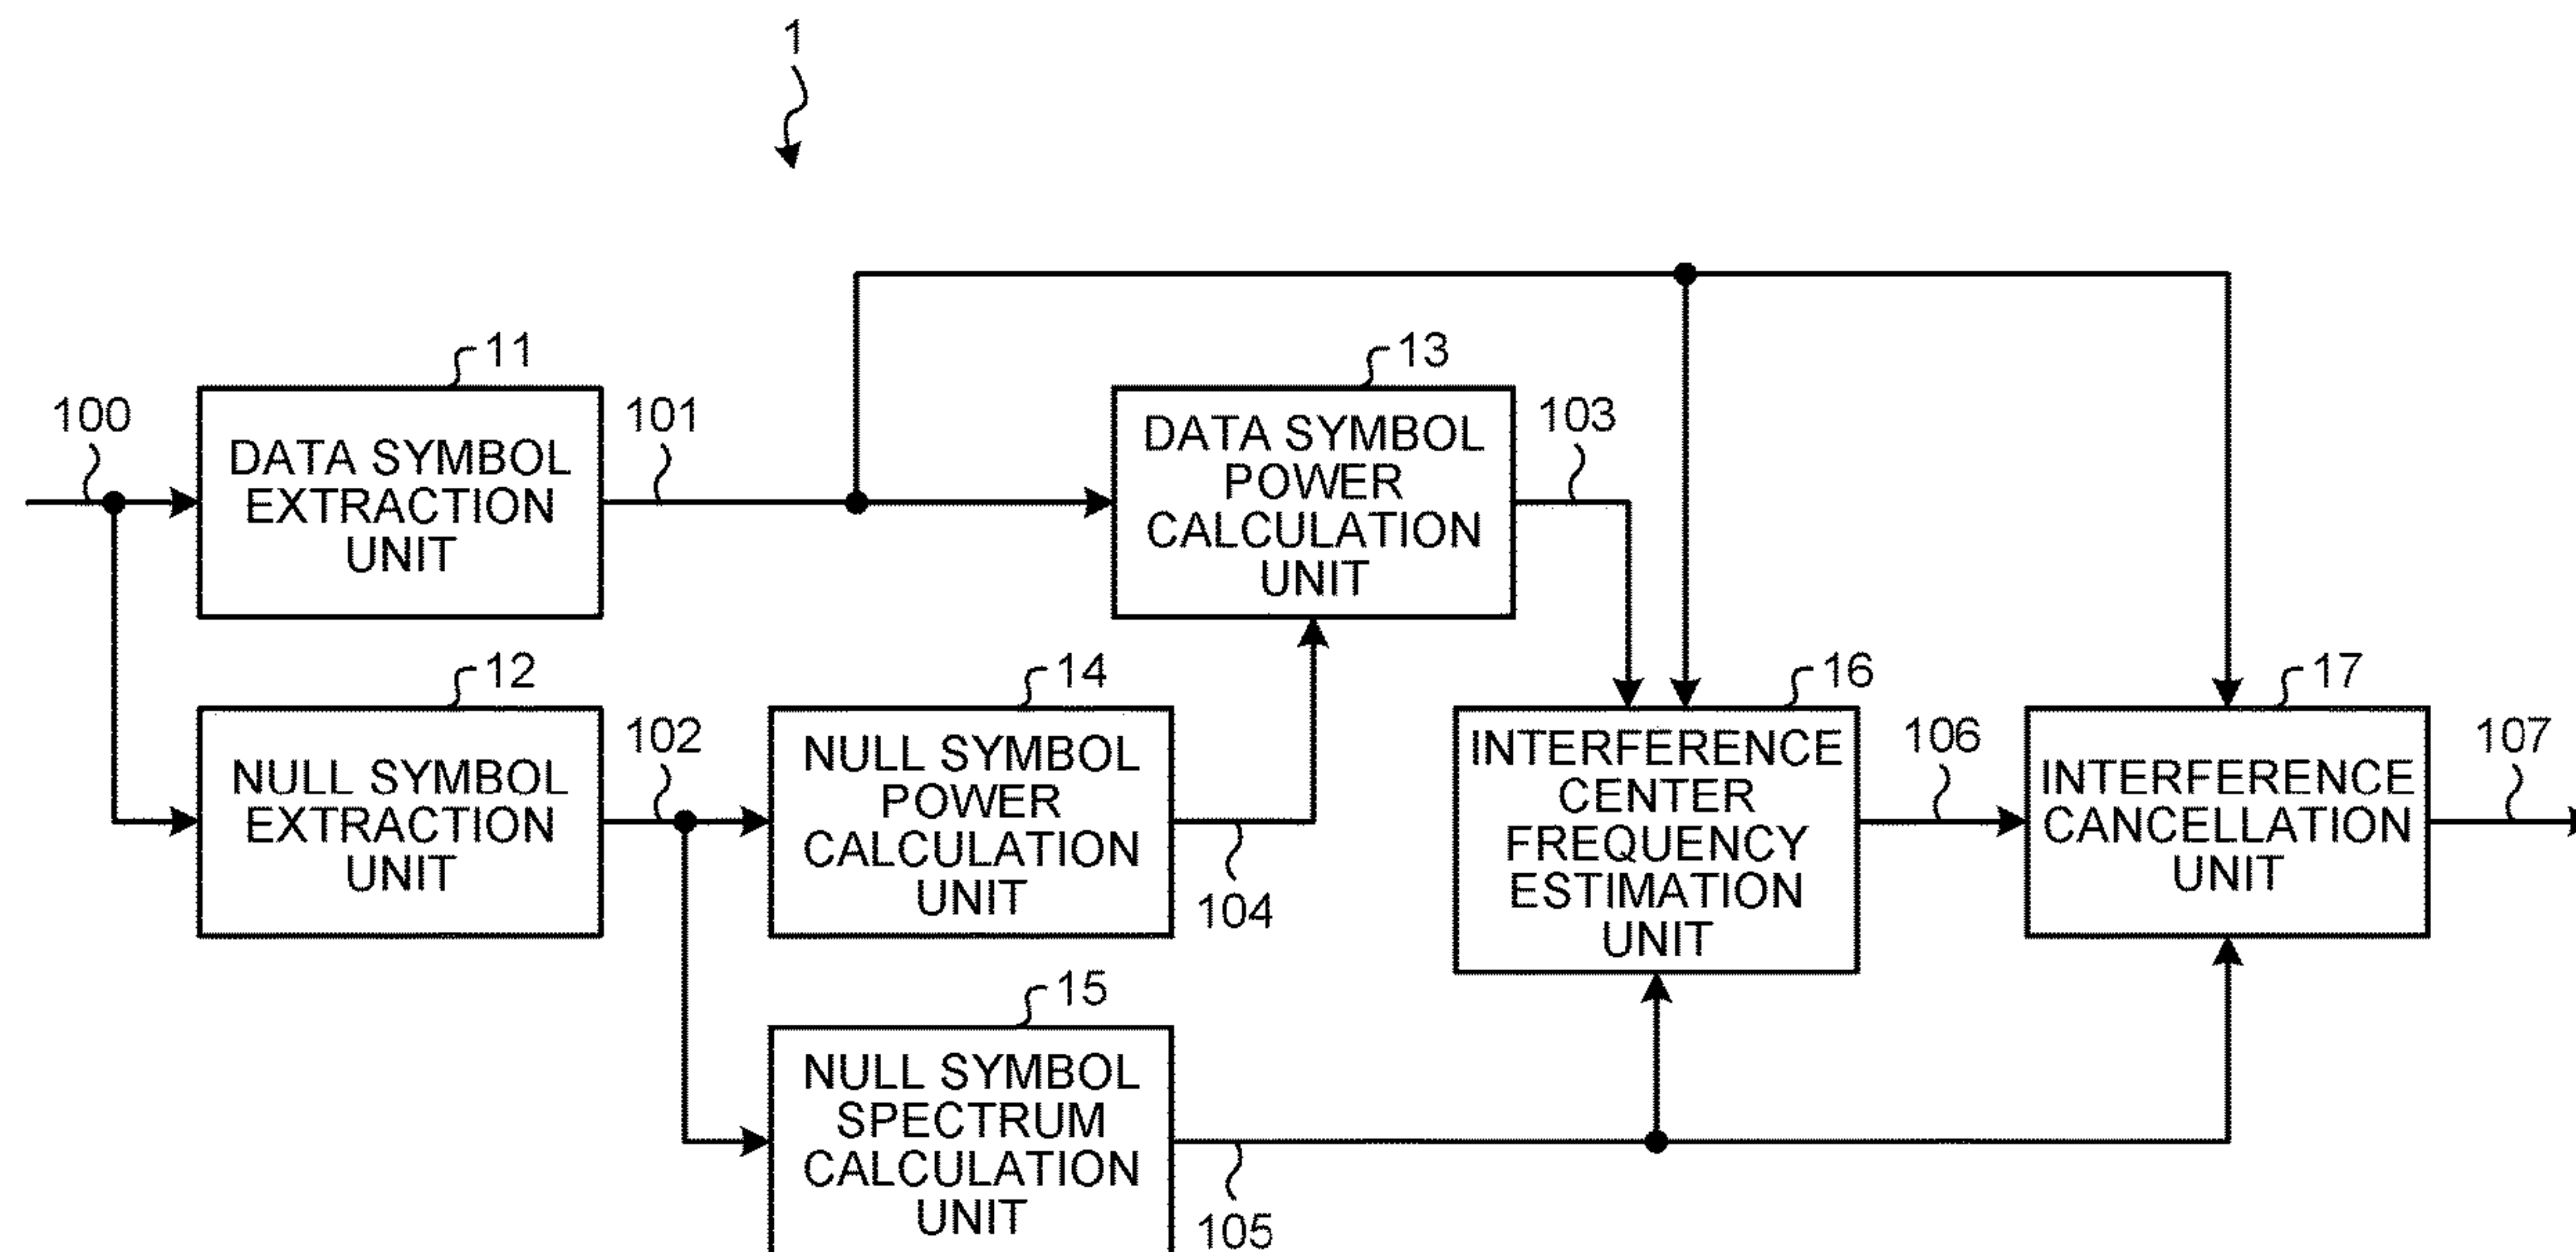 1
11
13
100
101
103
DATA SYMBOL
EXTRACTION
UNIT
DATA SYMBOL
POWER
CALCULATION
UNIT
12
14
16
17
102
106
107
NULL SYMBOL
EXTRACTION
UNIT
NULL SYMBOL
POWER
CALCULATION
UNIT
104
INTERFERENCE
CENTER
FREQUENCY
ESTIMATION
UNIT
INTERFERENCE
CANCELLATION
UNIT
15
NULL SYMBOL
SPECTRUM
CALCULATION
UNIT
105